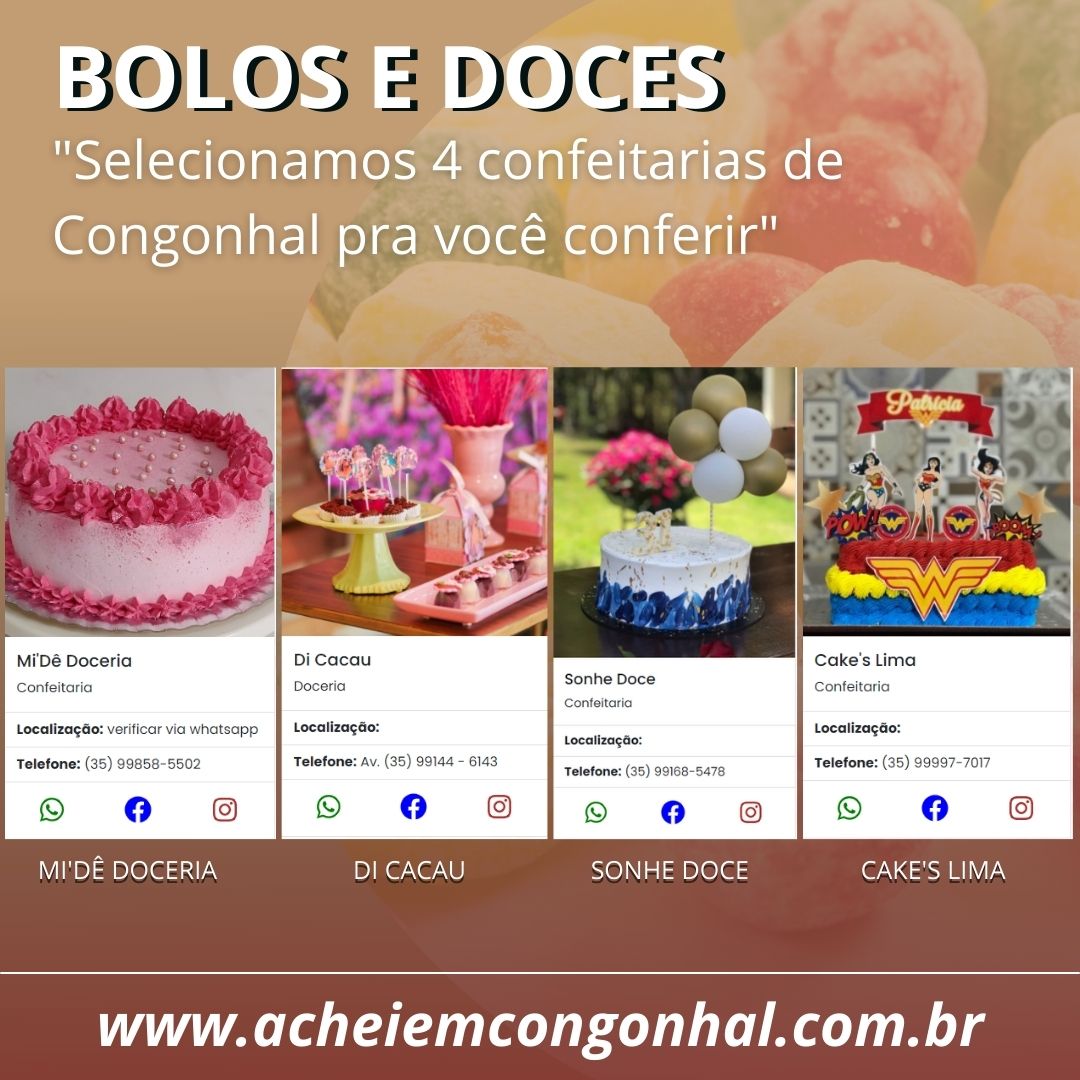 BOLOS E DOCES
"Selecionamos 4 confeitarias de
Congonhal pra você conferir"
Patrícia
POW!
Mi'Dê Doceria
Confeitaria
Localização: verificar via whatsapp
Telefone: (35) 99858-5502
Di Cacau
Doceria
Localização:
Telefone: Av. (35) 99144 - 6143
Sonhe Doce
Confeitaria
Localização:
Telefone: (35) 99168-5478
Cake's Lima
Confeitaria
Localização:
Telefone: (35) 99997-7017
MI'DÊ DOCERIA
DI CACAU
SONHE DOCE
CAKE'S LIMA
www.acheiemcongonhal.com.br